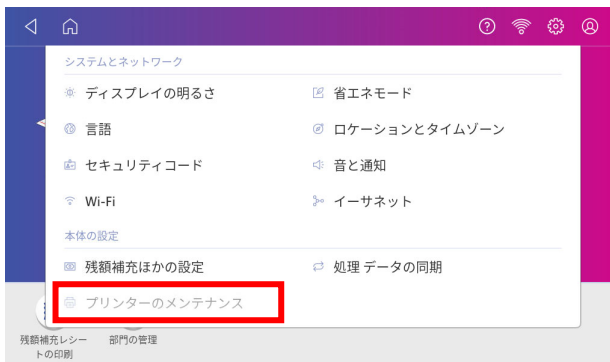 システムとネットワーク
ディスプレイの明るさ
省エネモード
言語
ロケーションとタイムゾーン
セキュリティコード
音と通知
Wi-Fi
イーサネット
本体の設定
残額補充ほかの設定
処理 データの同期
プリンターのメンテナンス
残額補充レシー
トの印刷
部門の管理